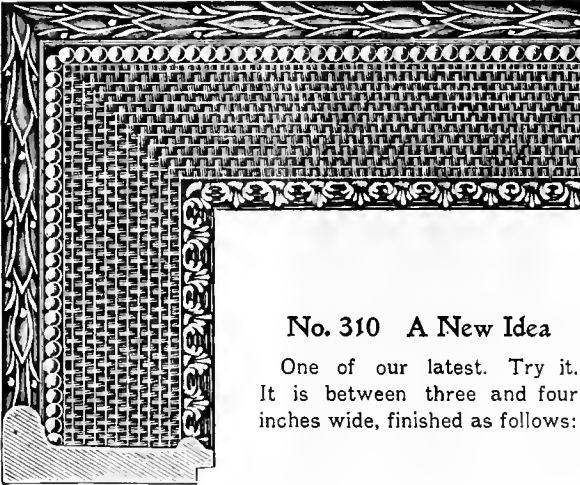 No. 310 A New Idea
One of our latest. Try it.
It is between three and four
inches wide, finished as follows: